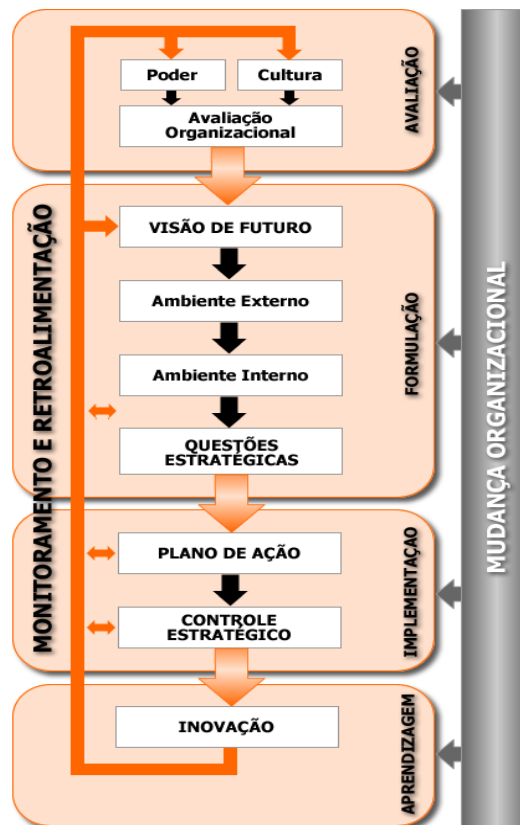 Poder
Cultura
Avaliação
Organizacional
AVALIAÇÃO
VISÃO DE FUTURO
Ambiente Externo
Ambiente Interno
QUESTÕES
ESTRATÉGICAS
FORMULAÇÃO
PLANO DE AÇÃO
CONTROLE
ESTRATÉGICO
IMPLEMENTAÇAO
INOVAÇÃO
APRENDIZAGEM
MONITORAMENTO E RETROALIMENTAÇÃO
MUDANÇA ORGANIZACIONAL